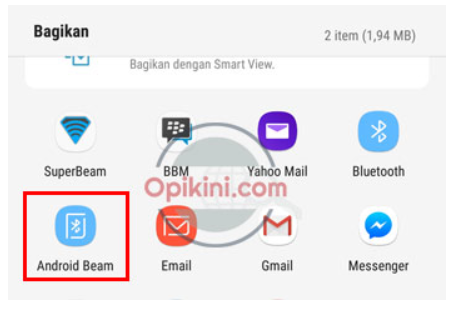 Bagikan 2 item (1,94 MB)
Bagikan dengan Smart View.
SuperBeam BBM Yahoo Mail Bluetooth
Opikini.com
Android Beam Email Gmail Messenger